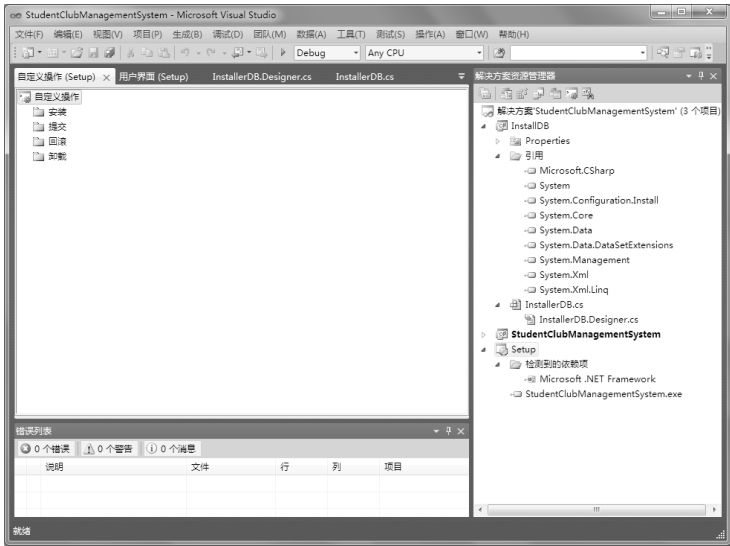 StudentClubManagementSystem - Microsoft Visual Studio
文件(F) 编辑(E) 视图(V) 项目(P) 生成(B) 调试(D) 团队(M) 数据(A) 工具(T) 测试(S) 操作(A) 窗口(W) 帮助(H)
Debug Any CPU
自定义操作 (Setup) 用户界面 (Setup) InstallerDB.Designer.cs InstallerDB.cs
自定义操作
安装
提交
回滚
卸载
解决方案资源管理器
解决方案'StudentClubManagementSystem' (3 个项目)
InstallDB
Properties
引用
Microsoft.CSharp
System
System.Configuration.Install
System.Core
System.Data
System.Data.DataSetExtensions
System.Management
System.Xml
System.Xml.Linq
InstallerDB.cs
InstallerDB.Designer.cs
StudentClubManagementSystem
Setup
检测到的依赖项
Microsoft .NET Framework
StudentClubManagementSystem.exe
错误列表
0 个错误 0 个警告 0 个消息
说明 文件 行 列 项目
就绪